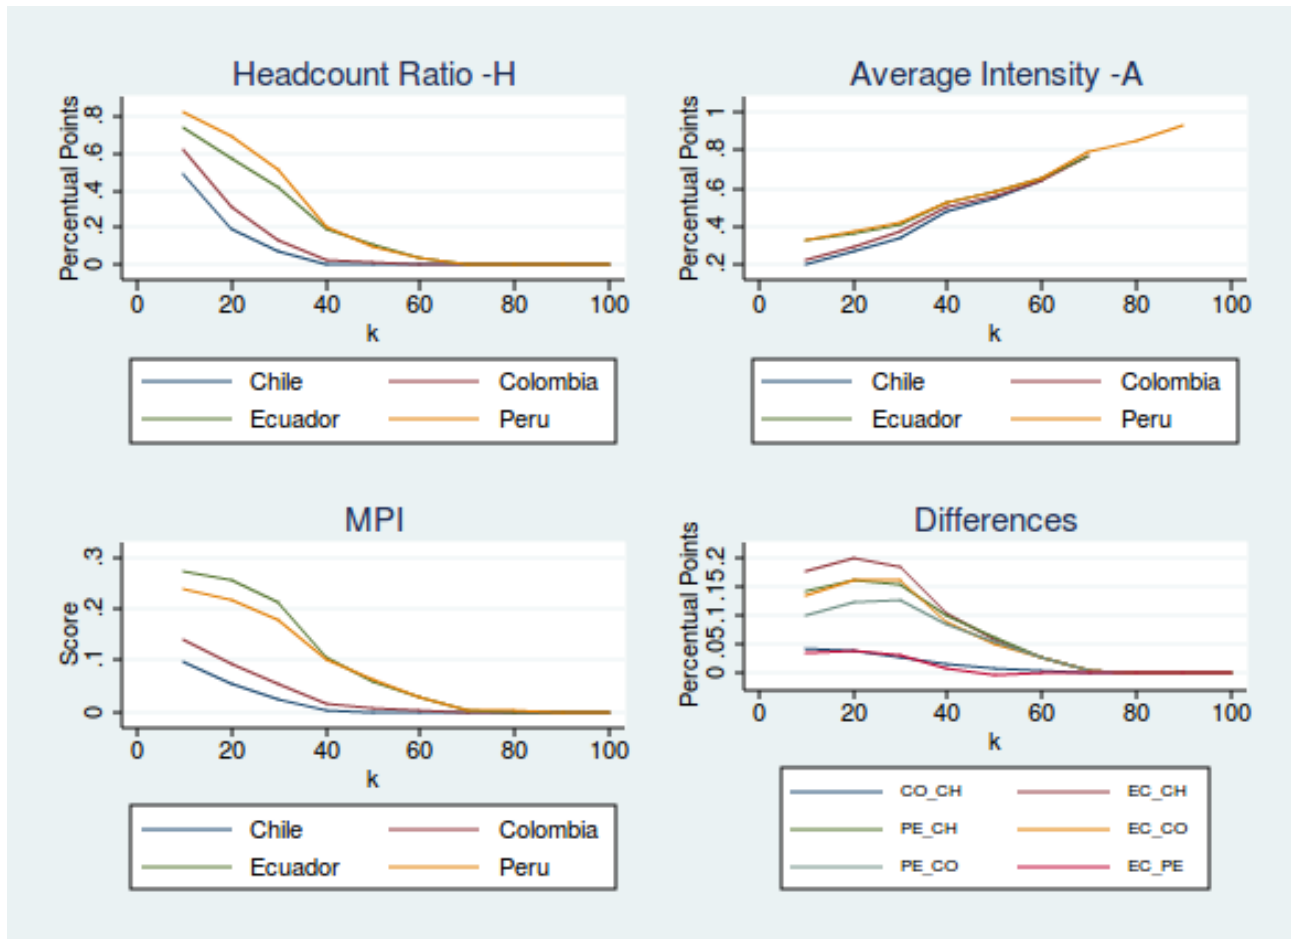 Headcount Ratio -H
Percentual Points
.8
.6
.4
.2
0
0 20 40 60 80 100
k
Chile Colombia
Ecuador Peru
Average Intensity -A
Percentual Points
1
.8
.6
.4
.2
0 20 40 60 80 100
k
Chile Colombia
Ecuador Peru
MPI
Score
.3
.2
.1
0
0 20 40 60 80 100
k
Chile Colombia
Ecuador Peru
Differences
Percentual Points
.2
.15
.1
.05
0
0 20 40 60 80 100
k
CO_CH EC_CH
PE_CH EC_CO
PE_CO EC_PE